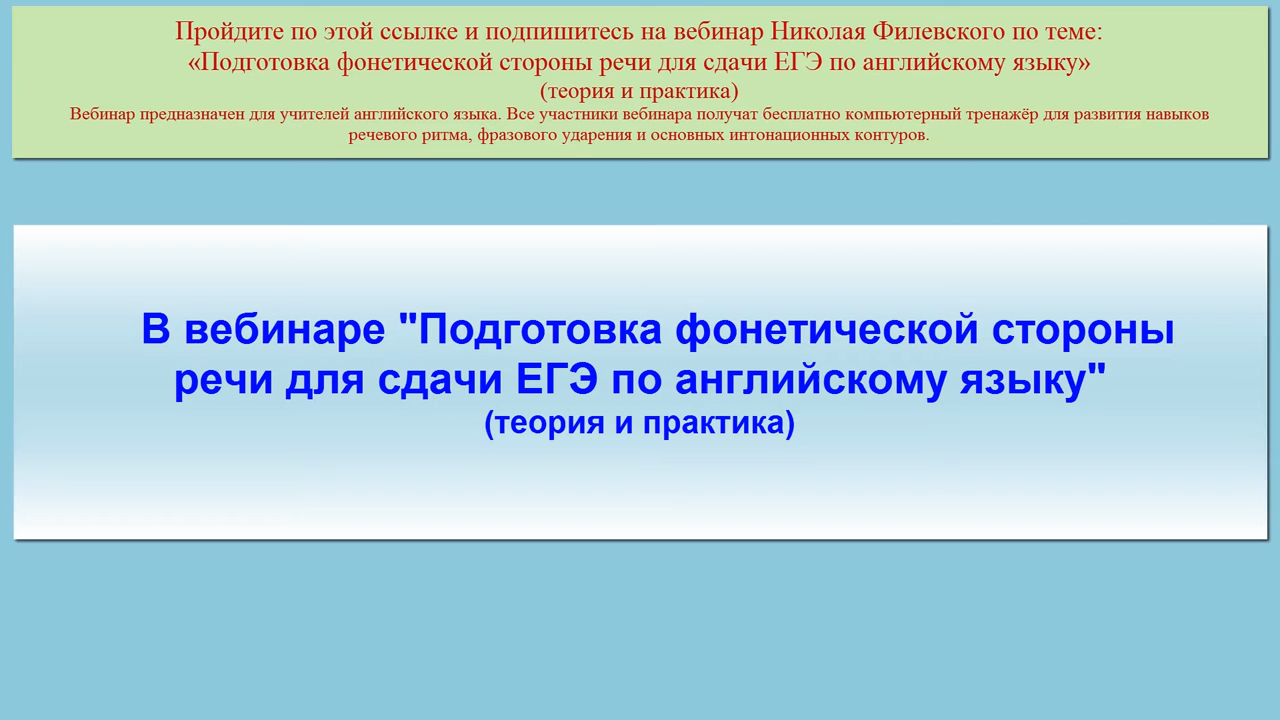 Пройдите по этой ссылке и подпишитесь на вебинар Николая Филевского по теме:
«Подготовка фонетической стороны речи для сдачи ЕГЭ по английскому языку»
(теория и практика)
Вебинар предназначен для учителей английского языка. Все участники вебинара получат бесплатно компьютерный тренажёр для развития навыков
речевого ритма, фразового ударения и основных интонационных контуров.
В вебинаре "Подготовка фонетической стороны
речи для сдачи ЕГЭ по английскому языку"
(теория и практика)